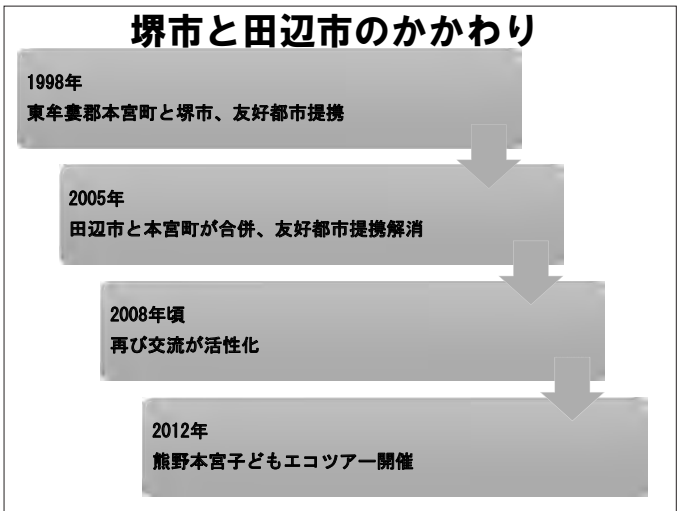 堺市と田辺市のかかわり
1998年
東牟婁郡本宮町と堺市、友好都市提携
2005年
田辺市と本宮町が合併、友好都市提携解消
2008年頃
再び交流が活性化
2012年
熊野本宮子どもエコツアー開催